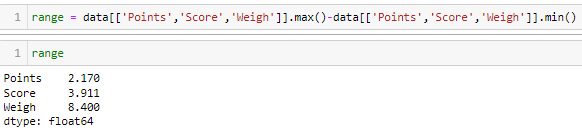 1 range = data[['Points','Score','Weigh']].max()-data[['Points','Score','Weigh']].min()
1 range
Points 2.170
Score 3.911
Weigh 8.400
dtype: float64